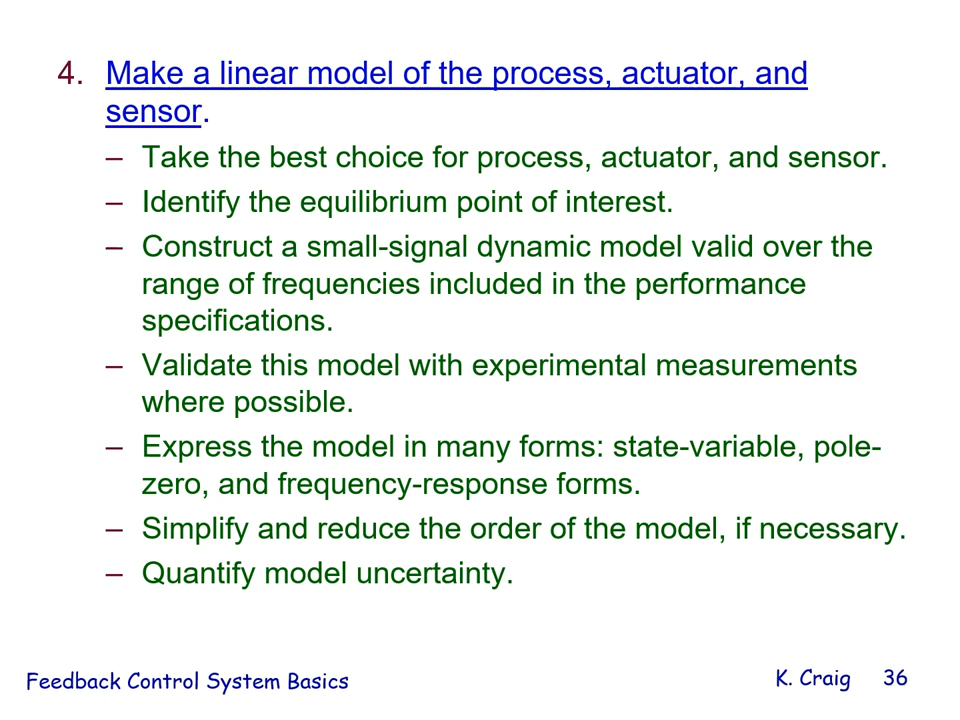 4. Make a linear model of the process, actuator, and
sensor.
– Take the best choice for process, actuator, and sensor.
– Identify the equilibrium point of interest.
– Construct a small-signal dynamic model valid over the
range of frequencies included in the performance
specifications.
– Validate this model with experimental measurements
where possible.
– Express the model in many forms: state-variable, pole-
zero, and frequency-response forms.
– Simplify and reduce the order of the model, if necessary.
– Quantify model uncertainty.
Feedback Control System Basics
K. Craig 36